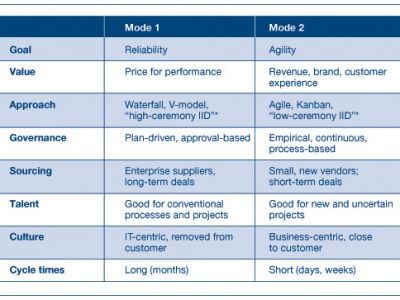 Mode 1 Mode 2
Goal Reliability Agility
Value Price for performance Revenue, brand, customer
experience
Approach Waterfall, V-model, Agile, Kanban,
“high-ceremony IID”* “low-ceremony IID”*
Governance Plan-driven, approval-based Empirical, continuous,
process-based
Sourcing Enterprise suppliers, Small, new vendors;
long-term deals short-term deals
Talent Good for conventional Good for new and uncertain
processes and projects projects
Culture IT-centric, removed from Business-centric, close
customer to customer
Cycle times Long (months) Short (days, weeks)